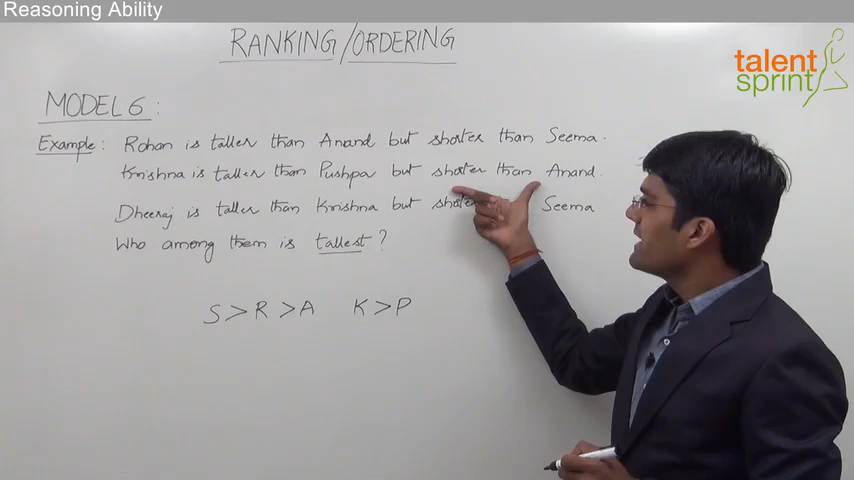 Reasoning Ability
RANKING/ORDERING
talent
sprint
MODEL 6 :
Example : Rohan is taller than Anand but shorter than Seema.
Krishna is taller than Pushpa but shorter than Anand.
Dheeraj is taller than Krishna but shorter Seema
Who among them is tallest ?
S > R > A K > P